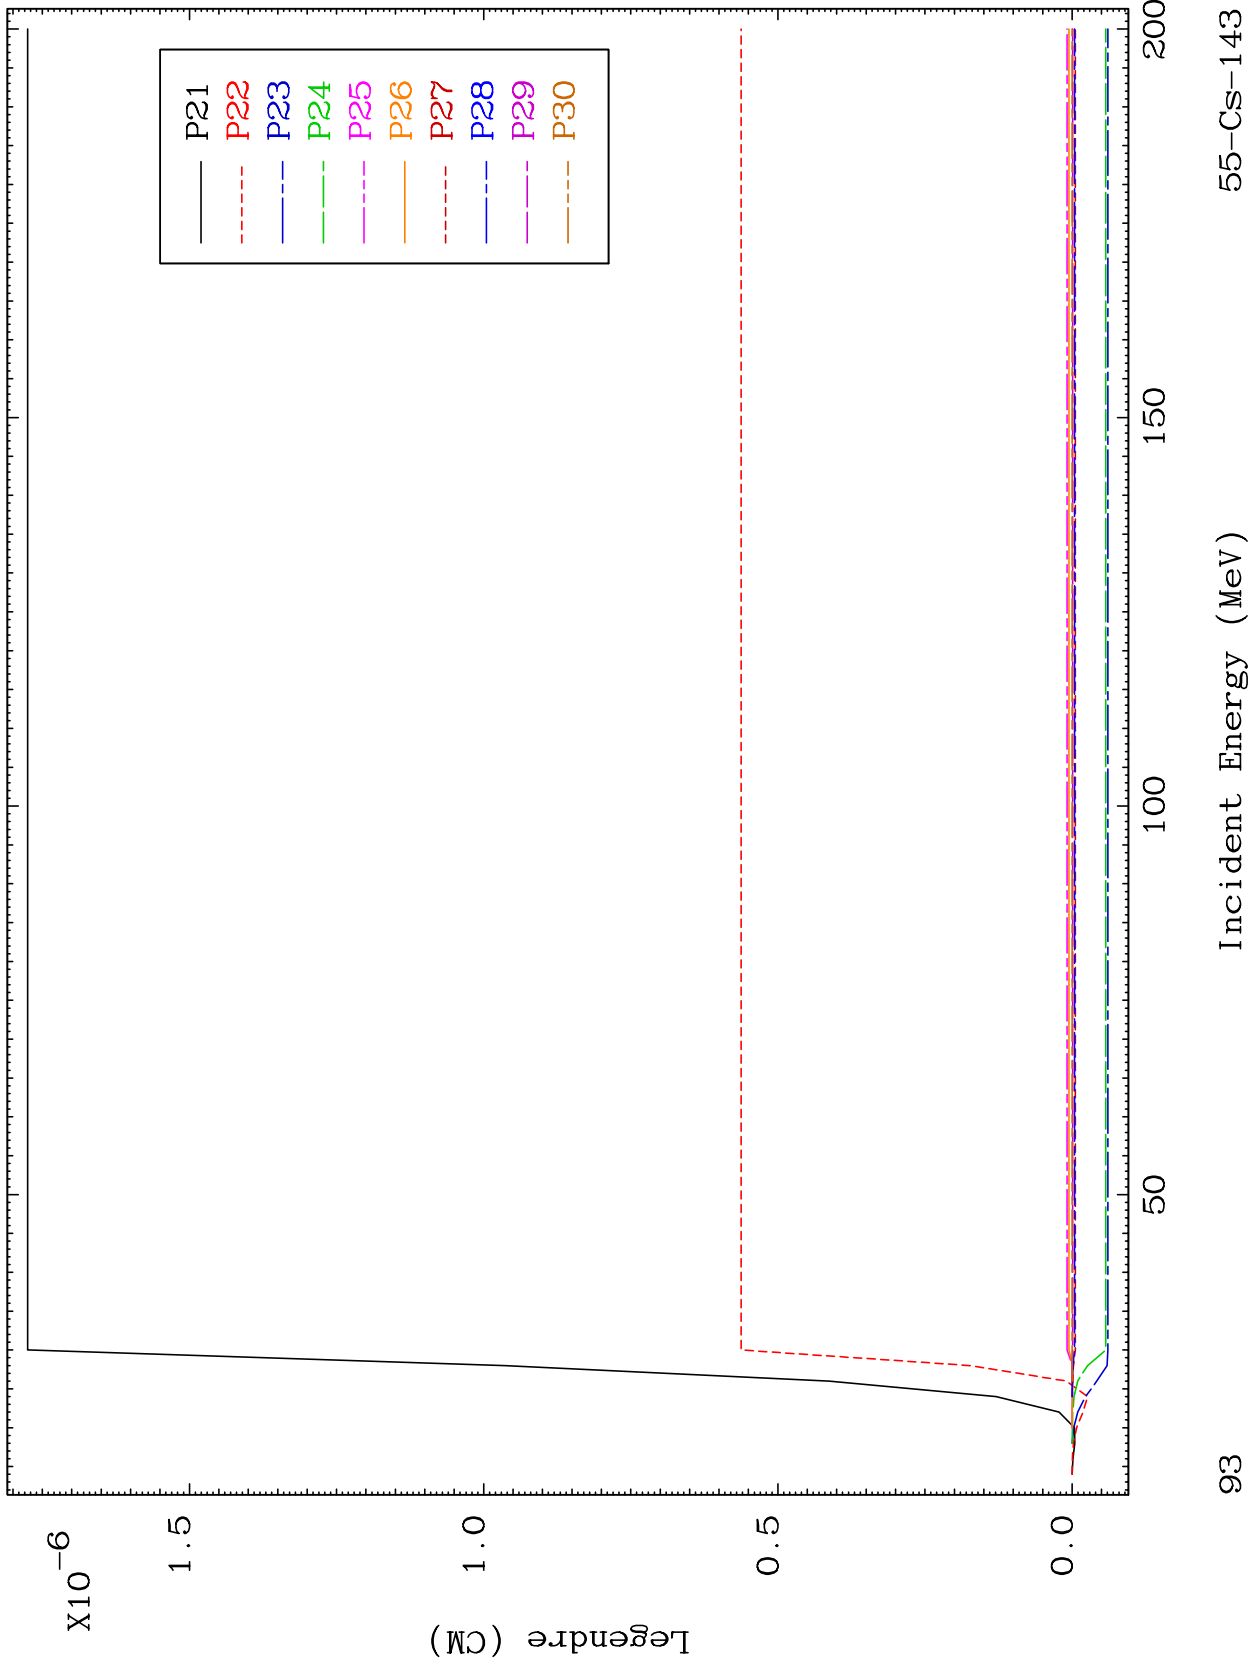 X10-6
1.5
1.0
0.5
0.0
Legendre (CM)
P21
P22
P23
P24
P25
P26
P27
P28
P29
P30
50
100
150
200
Incident Energy (MeV)
93
55-Cs-143